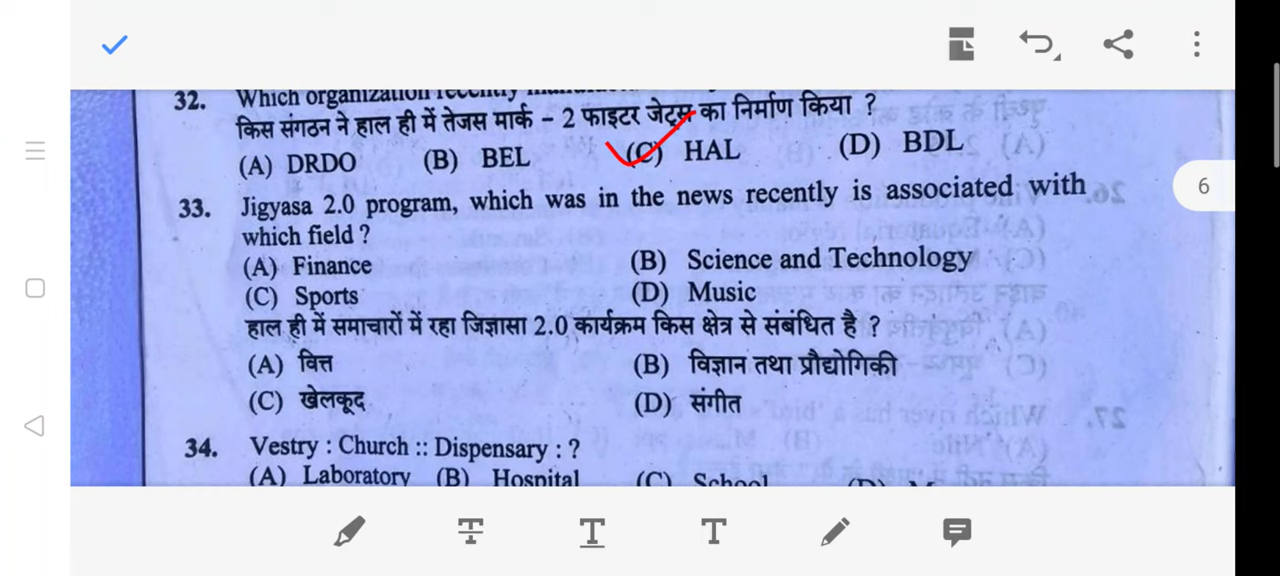 32. Which organization recently
किस संगठन ने हाल ही में तेजस मार्क – 2 फाइटर जेट्स का निर्माण किया ?
(A) DRDO (B) BEL (C) HAL (D) BDL
6
33. Jigyasa 2.0 program, which was in the news recently is associated with
which field ?
(A) Finance (B) Science and Technology
(C) Sports (D) Music
हाल ही में समाचारों में रहा जिज्ञासा 2.0 कार्यक्रम किस क्षेत्र से संबंधित है ?
(A) वित्त (B) विज्ञान तथा प्रौद्योगिकी
(C) खेलकूद (D) संगीत
34. Vestry : Church :: Dispensary : ?
(A) Laboratory (B) Hospital (C) School (D)